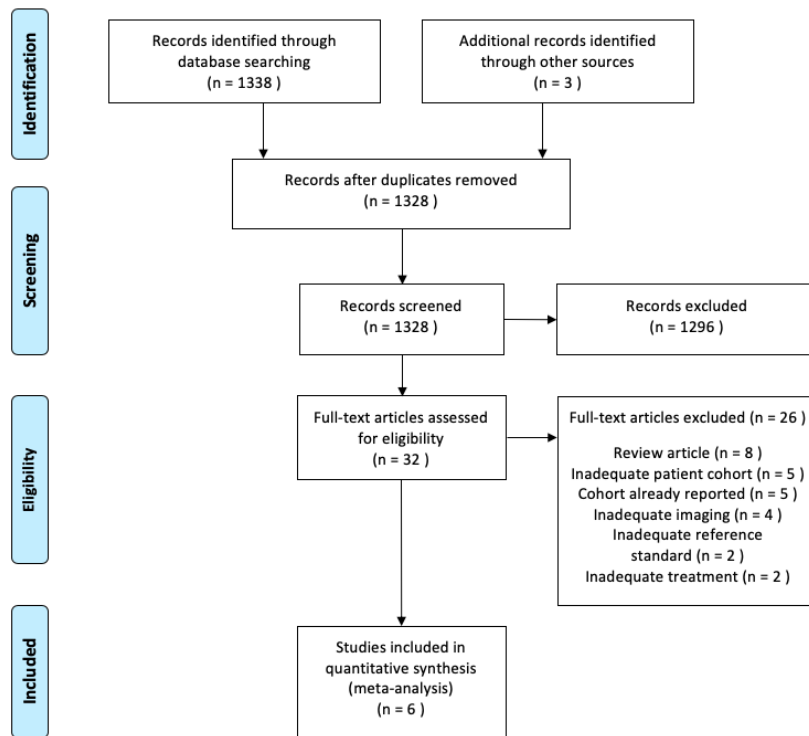 Identification
Records identified through
database searching
(n = 1338 )
Additional records identified
through other sources
(n = 3 )
Records after duplicates removed
(n = 1328 )
Screening
Records screened
(n = 1328 )
Records excluded
(n = 1296 )
Eligibility
Full-text articles assessed
for eligibility
(n = 32 )
Full-text articles excluded (n = 26 )
Review article (n = 8 )
Inadequate patient cohort (n = 5 )
Cohort already reported (n = 5 )
Inadequate imaging (n = 4 )
Inadequate reference
standard (n = 2 )
Inadequate treatment (n = 2 )
Included
Studies included in
quantitative synthesis
(meta-analysis)
(n = 6 )